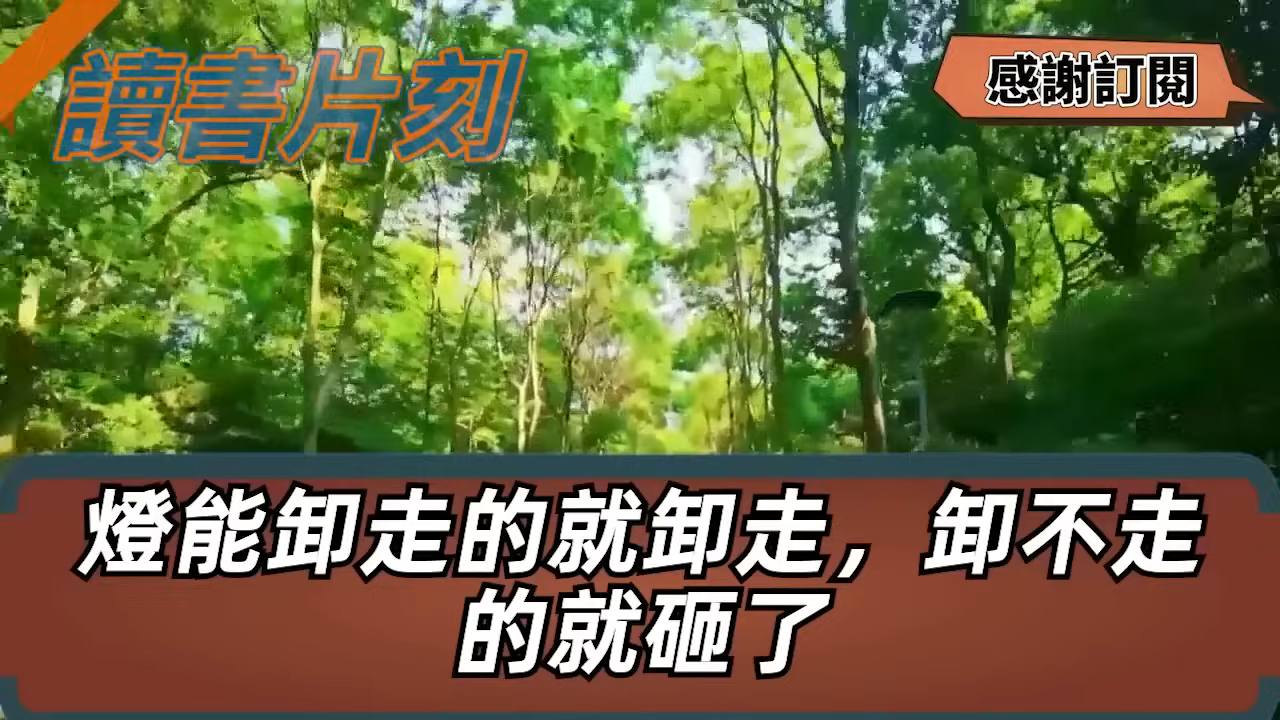 讀書片刻
感謝訂閱
燈能卸走的就卸走，卸不走
的就砸了